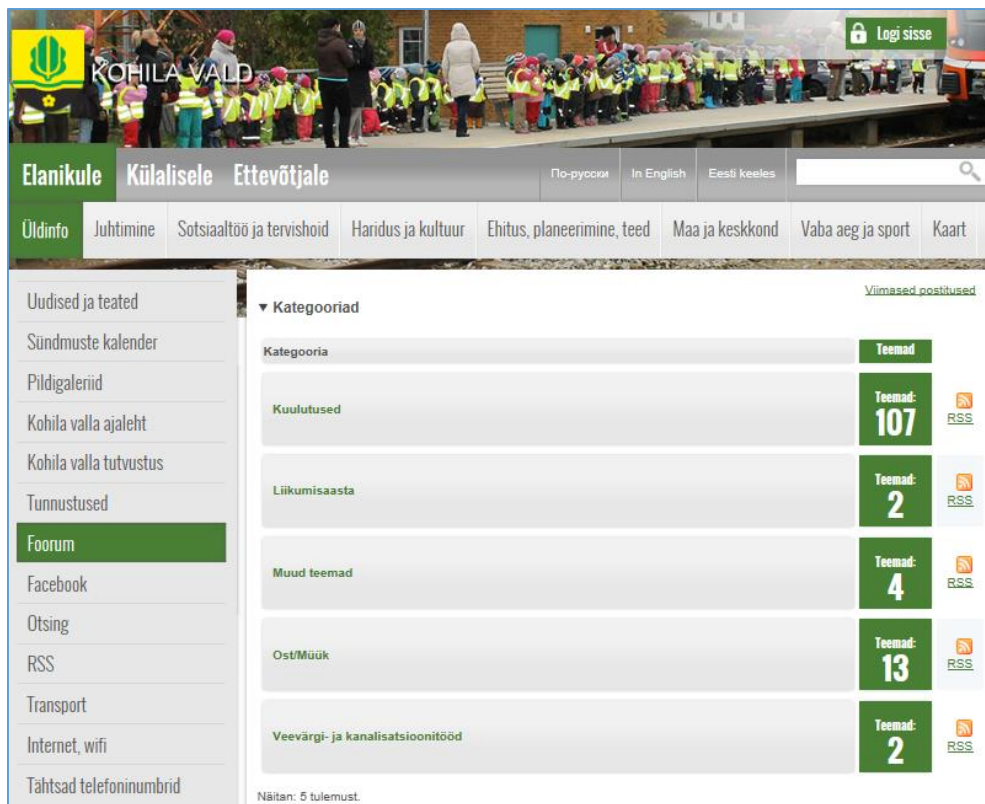 Logi sisse
KOHILA VALD
Elanikule Külalisele Ettevõtjale По-русски In English Eesti keeles
Üldinfo Juhtimine Sotsiaaltöö ja tervishoid Haridus ja kultuur Ehitus, planeerimine, teed Maa ja keskkond Vaba aeg ja sport Kaart
Uudised ja teated
Sündmuste kalender
Pildigaleriid
Kohila valla ajaleht
Kohila valla tutvustus
Tunnustused
Foorum
Facebook
Otsing
RSS
Transport
Internet, wifi
Tähtsad telefoninumbrid
Viimased postitused
▼ Kategooriad
Kategooria Teemad
Kuulutused Teemad: 107 RSS
Liikumisaasta Teemad: 2 RSS
Muud teemad Teemad: 4 RSS
Ost/Müük Teemad: 13 RSS
Veevärgi- ja kanalisatsioonitööd Teemad: 2 RSS
Näitan: 5 tulemust.